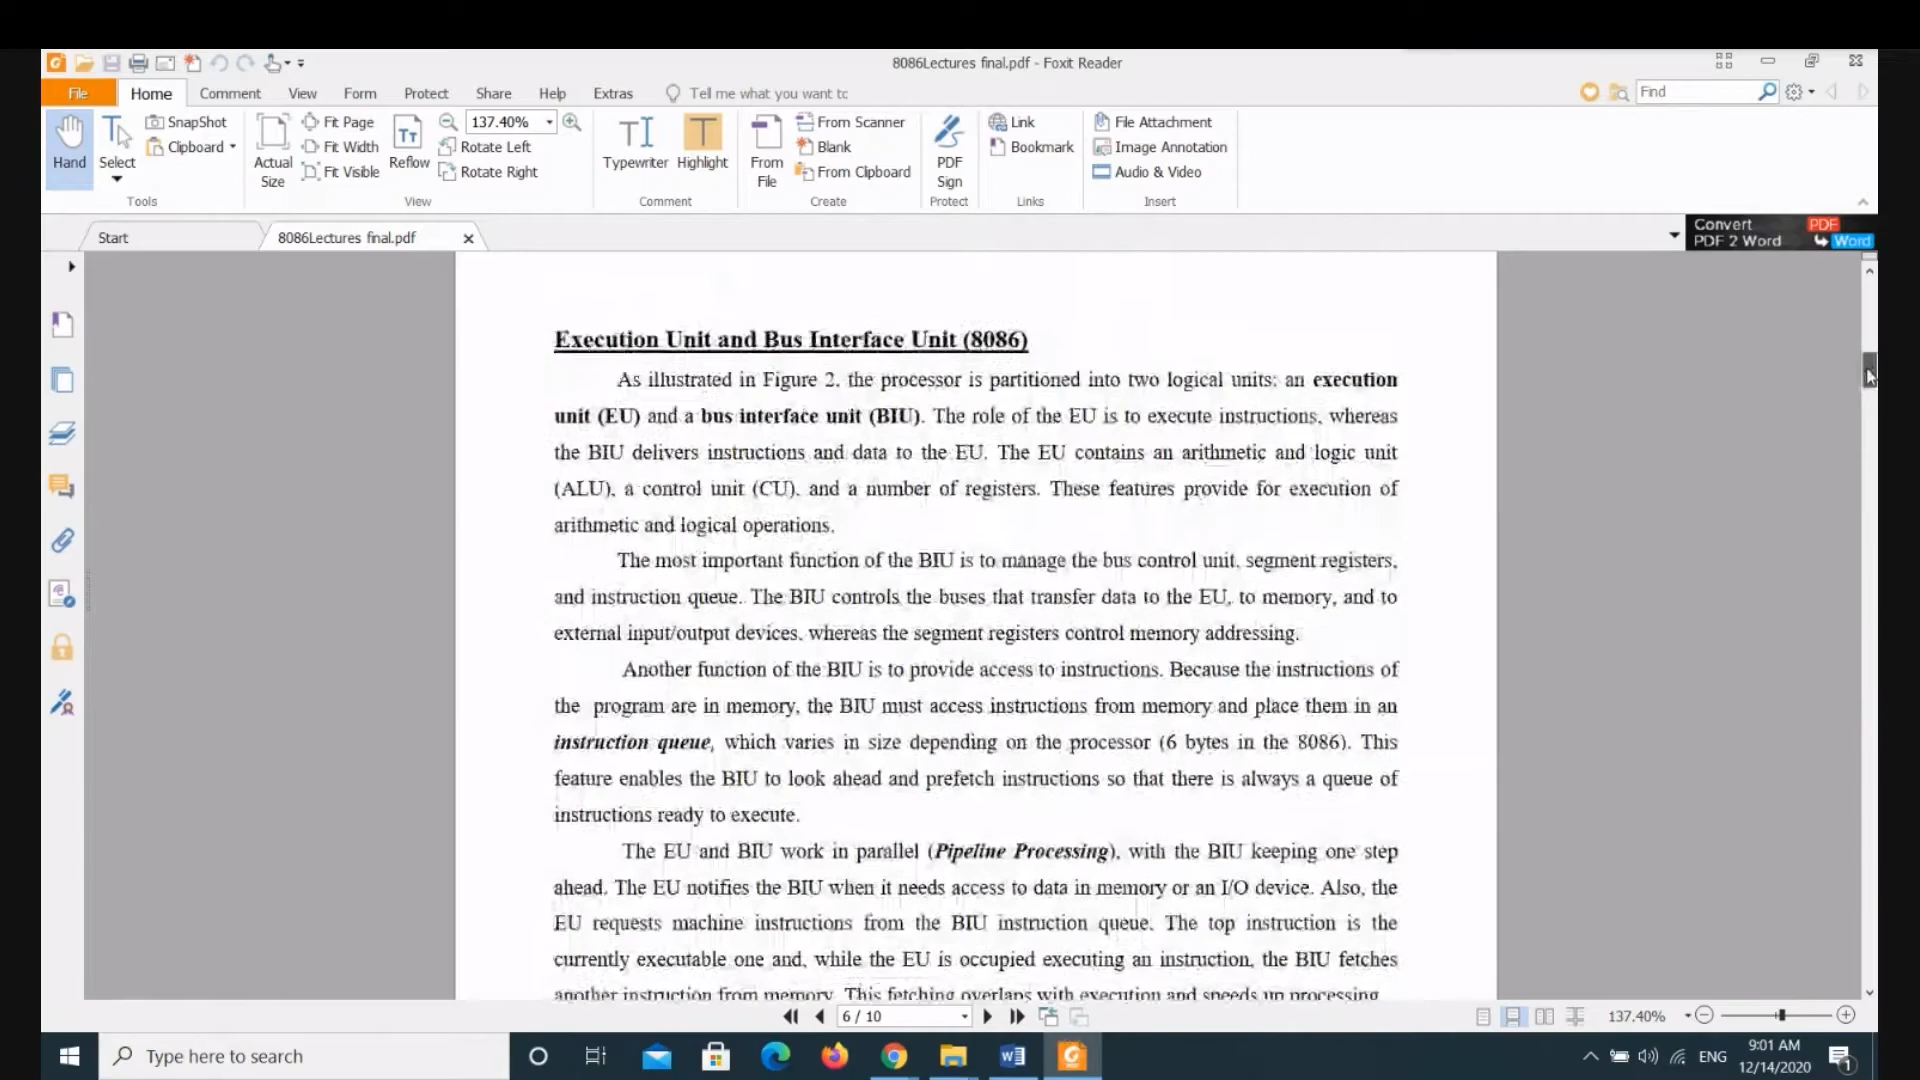 8086Lectures final.pdf - Foxit Reader
File Home Comment View Form Protect Share Help Extras Tell me what you want tc Find
Hand
Select
SnapShot
Clipboard
Tools
Actual Size
Fit Page
Fit Width
Fit Visible
Reflow
137.40%
Rotate Left
Rotate Right
View
Typewriter
Highlight
Comment
From File
From Scanner
Blank
From Clipboard
Create
PDF Sign
Protect
Link
Bookmark
Links
File Attachment
Image Annotation
Audio & Video
Insert
Start 8086Lectures final.pdf
Convert PDF
PDF 2 Word Word
Execution Unit and Bus Interface Unit (8086)
As illustrated in Figure 2, the processor is partitioned into two logical units: an execution
unit (EU) and a bus interface unit (BIU). The role of the EU is to execute instructions, whereas
the BIU delivers instructions and data to the EU. The EU contains an arithmetic and logic unit
(ALU), a control unit (CU), and a number of registers. These features provide for execution of
arithmetic and logical operations.
The most important function of the BIU is to manage the bus control unit, segment registers,
and instruction queue. The BIU controls the buses that transfer data to the EU, to memory, and to
external input/output devices, whereas the segment registers control memory addressing.
Another function of the BIU is to provide access to instructions. Because the instructions of
the program are in memory, the BIU must access instructions from memory and place them in an
instruction queue, which varies in size depending on the processor (6 bytes in the 8086). This
feature enables the BIU to look ahead and prefetch instructions so that there is always a queue of
instructions ready to execute.
The EU and BIU work in parallel (Pipeline Processing), with the BIU keeping one step
ahead. The EU notifies the BIU when it needs access to data in memory or an I/O device. Also, the
EU requests machine instructions from the BIU instruction queue. The top instruction is the
currently executable one and, while the EU is occupied executing an instruction, the BIU fetches
another instruction from memory. This fetching overlaps with execution and speeds up processing.
6 / 10 137.40%
Type here to search
ENG
9:01 AM
12/14/2020
1